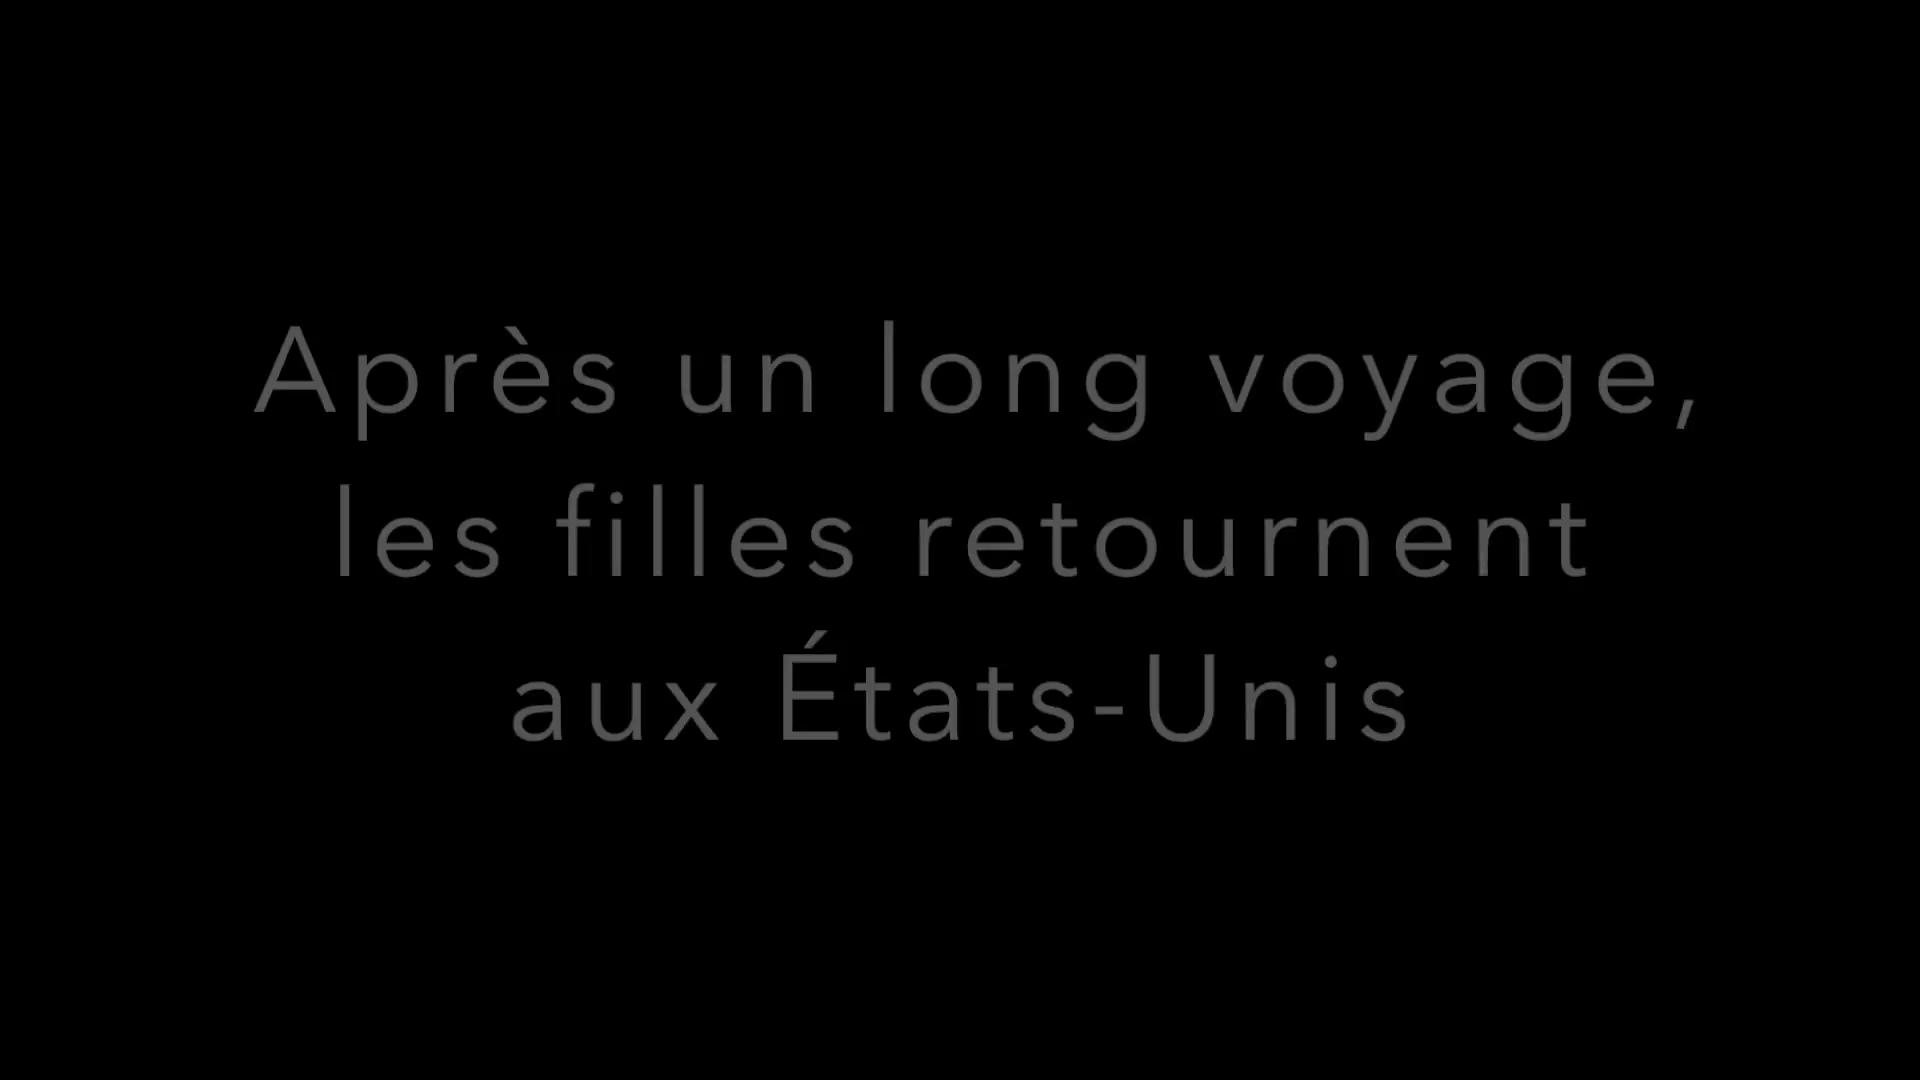 Après un long voyage,
les filles retournent
aux États-Unis